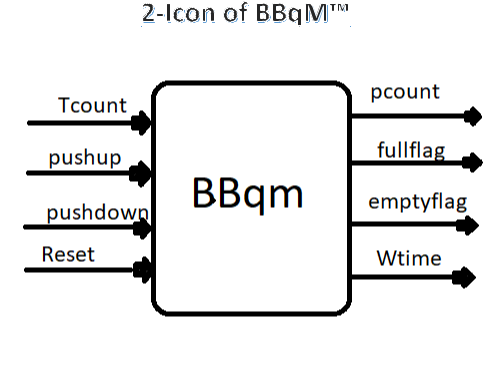 2-Icon of BBqM™
Tcount
pushup
pushdown
Reset
BBqm
pcount
fullflag
emptyflag
Wtime